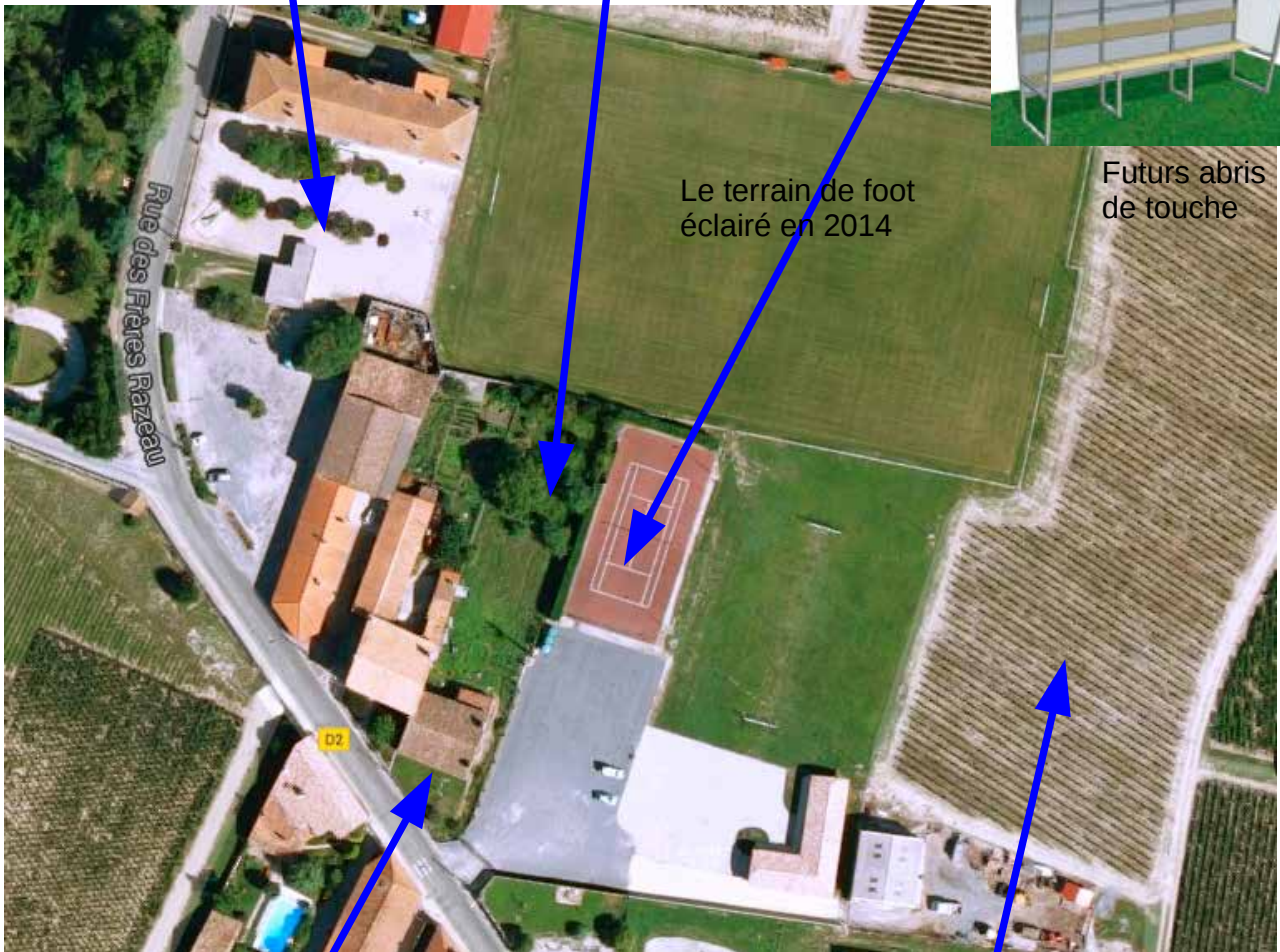 Le terrain de foot
éclairé en 2014
Futurs abris
de touche
Rue des Frères Razeau
D2